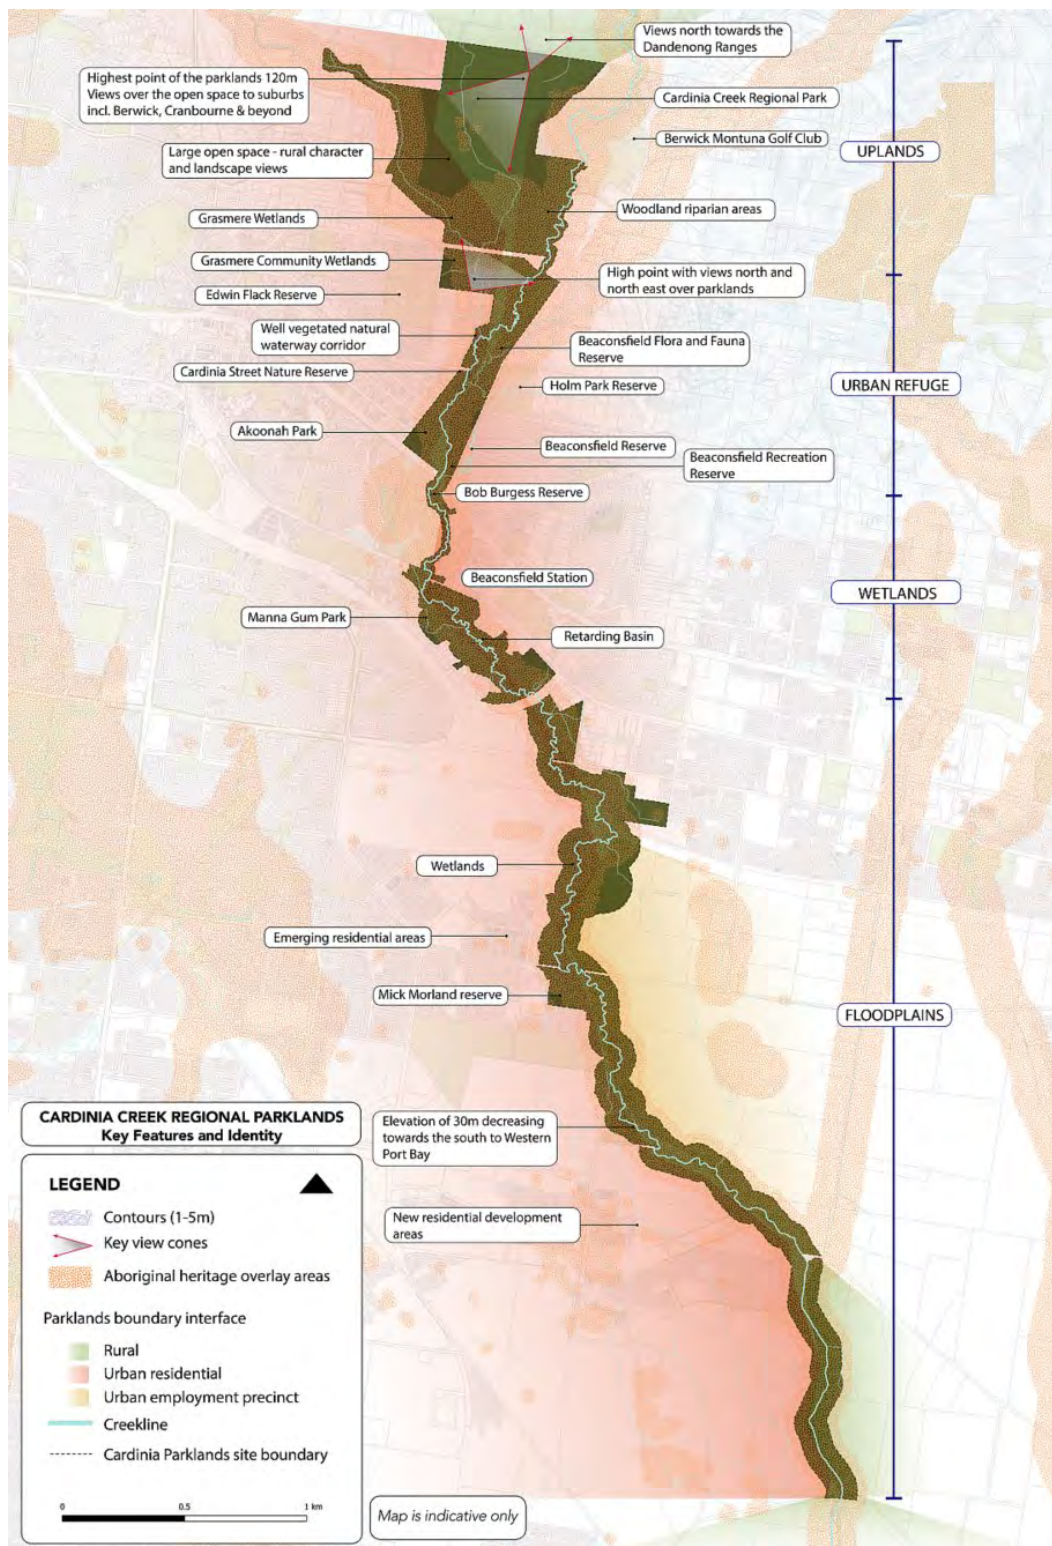 Views north towards the
Dandenong Ranges
Highest point of the parklands 120m
Views over the open space to suburbs
incl. Berwick, Cranbourne & beyond
Cardinia Creek Regional Park
Berwick Montuna Golf Club
UPLANDS
Large open space - rural character
and landscape views
Grasmere Wetlands
Woodland riparian areas
Grasmere Community Wetlands
High point with views north and
north east over parklands
Edwin Flack Reserve
Well vegetated natural
waterway corridor
Beaconsfield Flora and Fauna
Reserve
Cardinia Street Nature Reserve
Holm Park Reserve
URBAN REFUGE
Akoonah Park
Beaconsfield Reserve
Beaconsfield Recreation
Reserve
Bob Burgess Reserve
Beaconsfield Station
WETLANDS
Manna Gum Park
Retarding Basin
Wetlands
Emerging residential areas
Mick Morland reserve
FLOODPLAINS
Elevation of 30m decreasing
towards the south to Western
Port Bay
New residential development
areas
CARDINIA CREEK REGIONAL PARKLANDS
Key Features and Identity
LEGEND
Contours (1-5m)
Key view cones
Aboriginal heritage overlay areas
Parklands boundary interface
Rural
Urban residential
Urban employment precinct
Creekline
Cardinia Parklands site boundary
0 0.5 1 km
Map is indicative only